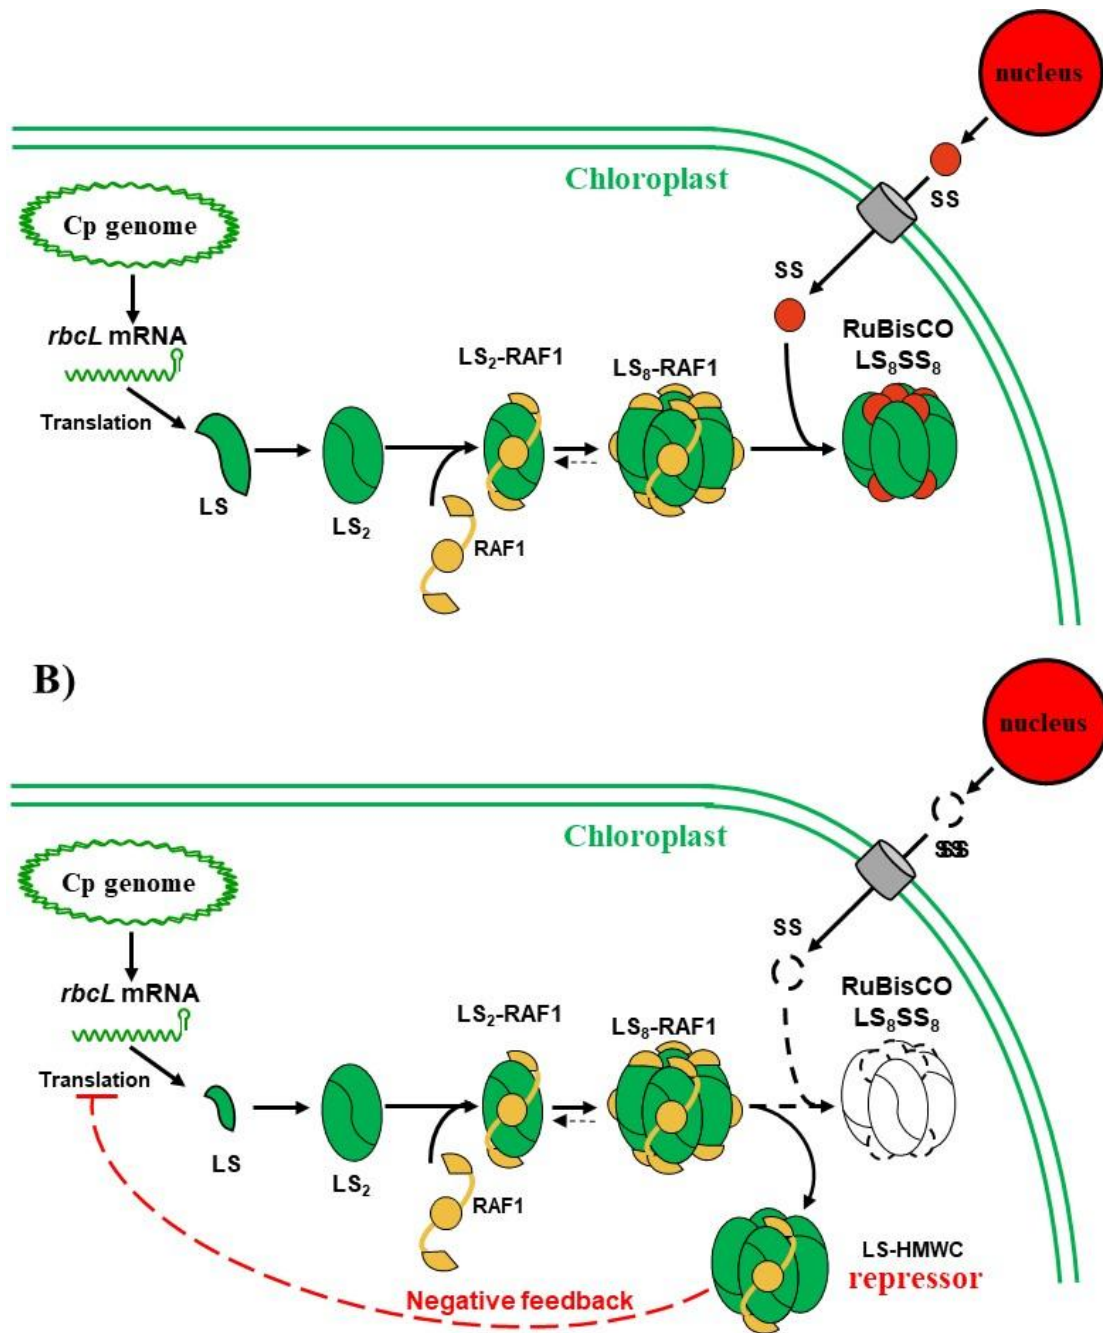 nucleus
Chloroplast
SS
Cp genome
SS
rbcL mRNA
RuBisCO
LS₈SS₈
LS₂-RAF1
LS₈-RAF1
Translation
LS
LS₂
RAF1
B)
nucleus
Chloroplast
Cp genome
SS
rbcL mRNA
RuBisCO
LS₈SS₈
LS₂-RAF1
LS₈-RAF1
Translation
LS
LS₂
RAF1
LS-HMWC
repressor
Negative feedback